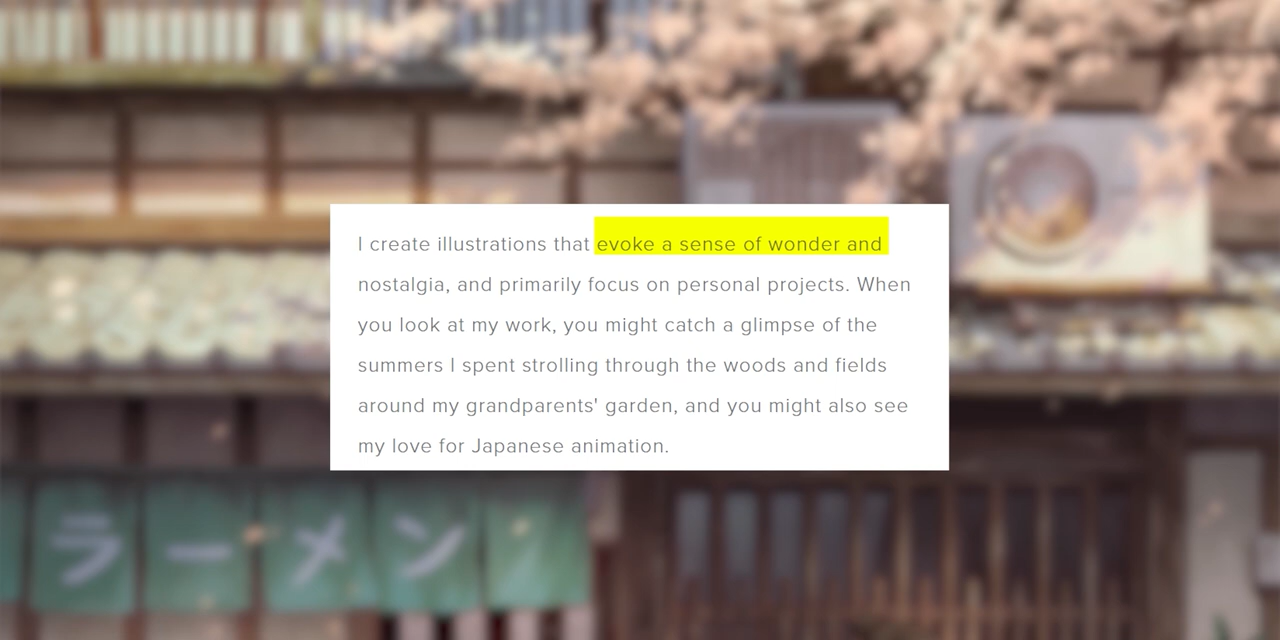 I create illustrations that evoke a sense of wonder and
nostalgia, and primarily focus on personal projects. When
you look at my work, you might catch a glimpse of the
summers I spent strolling through the woods and fields
around my grandparents' garden, and you might also see
my love for Japanese animation.
ラーメン